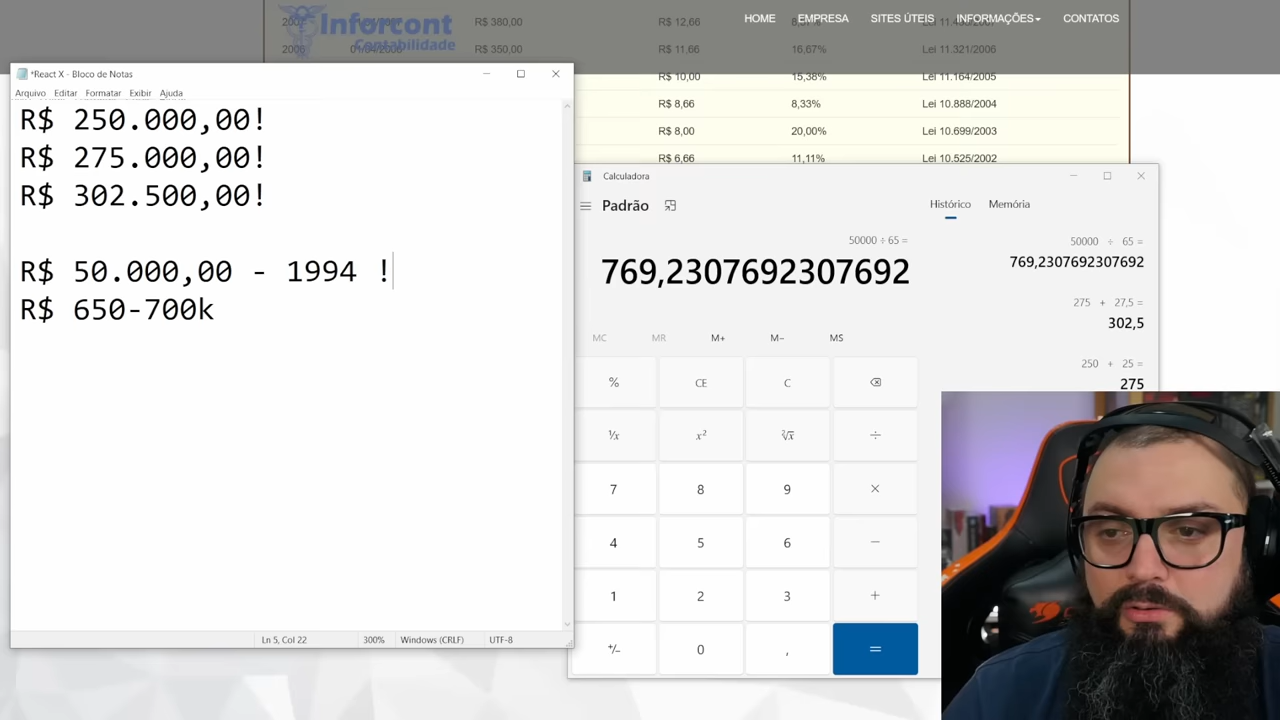 HOME EMPRESA SITES ÚTEIS INFORMAÇÕES CONTATOS
Inforcont
Contabilidade
R$ 380,00 R$ 12,66
R$ 350,00 R$ 11,66 16,67% Lei 11.321/2006
R$ 10,00 15,38% Lei 11.164/2005
R$ 8,66 8,33% Lei 10.888/2004
R$ 8,00 20,00% Lei 10.699/2003
R$ 6,66 11,11% Lei 10.525/2002
*React X - Bloco de Notas
Arquivo Editar Formatar Exibir Ajuda
R$ 250.000,00!
R$ 275.000,00!
R$ 302.500,00!
R$ 50.000,00 - 1994 !
R$ 650-700k
Ln 5, Col 22 300% Windows (CRLF) UTF-8
Calculadora
Padrão
Histórico Memória
50000 ÷ 65 =
769,2307692307692
50000 ÷ 65 =
769,2307692307692
275 + 27,5 =
302,5
250 + 25 =
275
MC MR M+ M− MS
% CE C ⌫
¹/x x² ²√x ÷
7 8 9 ×
4 5 6 −
1 2 3 +
+/− 0 , =